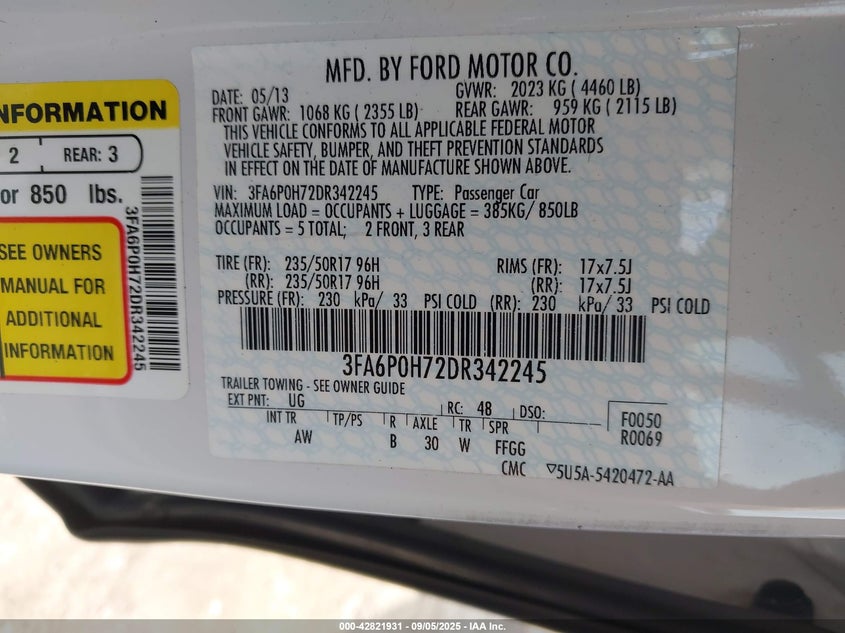 NFORMATION
2 REAR: 3
or 850 lbs.
SEE OWNERS
MANUAL FOR
ADDITIONAL
INFORMATION
3FA6P0H72DR342245
MFD. BY FORD MOTOR CO.
DATE: 05/13 GVWR: 2023 KG ( 4460 LB)
FRONT GAWR: 1068 KG ( 2355 LB) REAR GAWR: 959 KG ( 2115 LB)
THIS VEHICLE CONFORMS TO ALL APPLICABLE FEDERAL MOTOR
VEHICLE SAFETY, BUMPER, AND THEFT PREVENTION STANDARDS
IN EFFECT ON THE DATE OF MANUFACTURE SHOWN ABOVE.
VIN: 3FA6P0H72DR342245 TYPE: Passenger Car
MAXIMUM LOAD = OCCUPANTS + LUGGAGE = 385KG/ 850LB
OCCUPANTS = 5 TOTAL; 2 FRONT, 3 REAR
TIRE (FR): 235/50R17 96H RIMS (FR): 17x7.5J
(RR): 235/50R17 96H (RR): 17x7.5J
PRESSURE (FR): 230 kPa/ 33 PSI COLD (RR): 230 kPa/ 33 PSI COLD
3FA6P0H72DR342245
TRAILER TOWING - SEE OWNER GUIDE
EXT PNT: UG RC: 48 DSO: F0050
INT TR TP/PS R AXLE TR SPR R0069
AW B 30 W FFGG
CMC ▽5U5A-5420472-AA
000-42821931 - 09/05/2025 - IAA Inc.